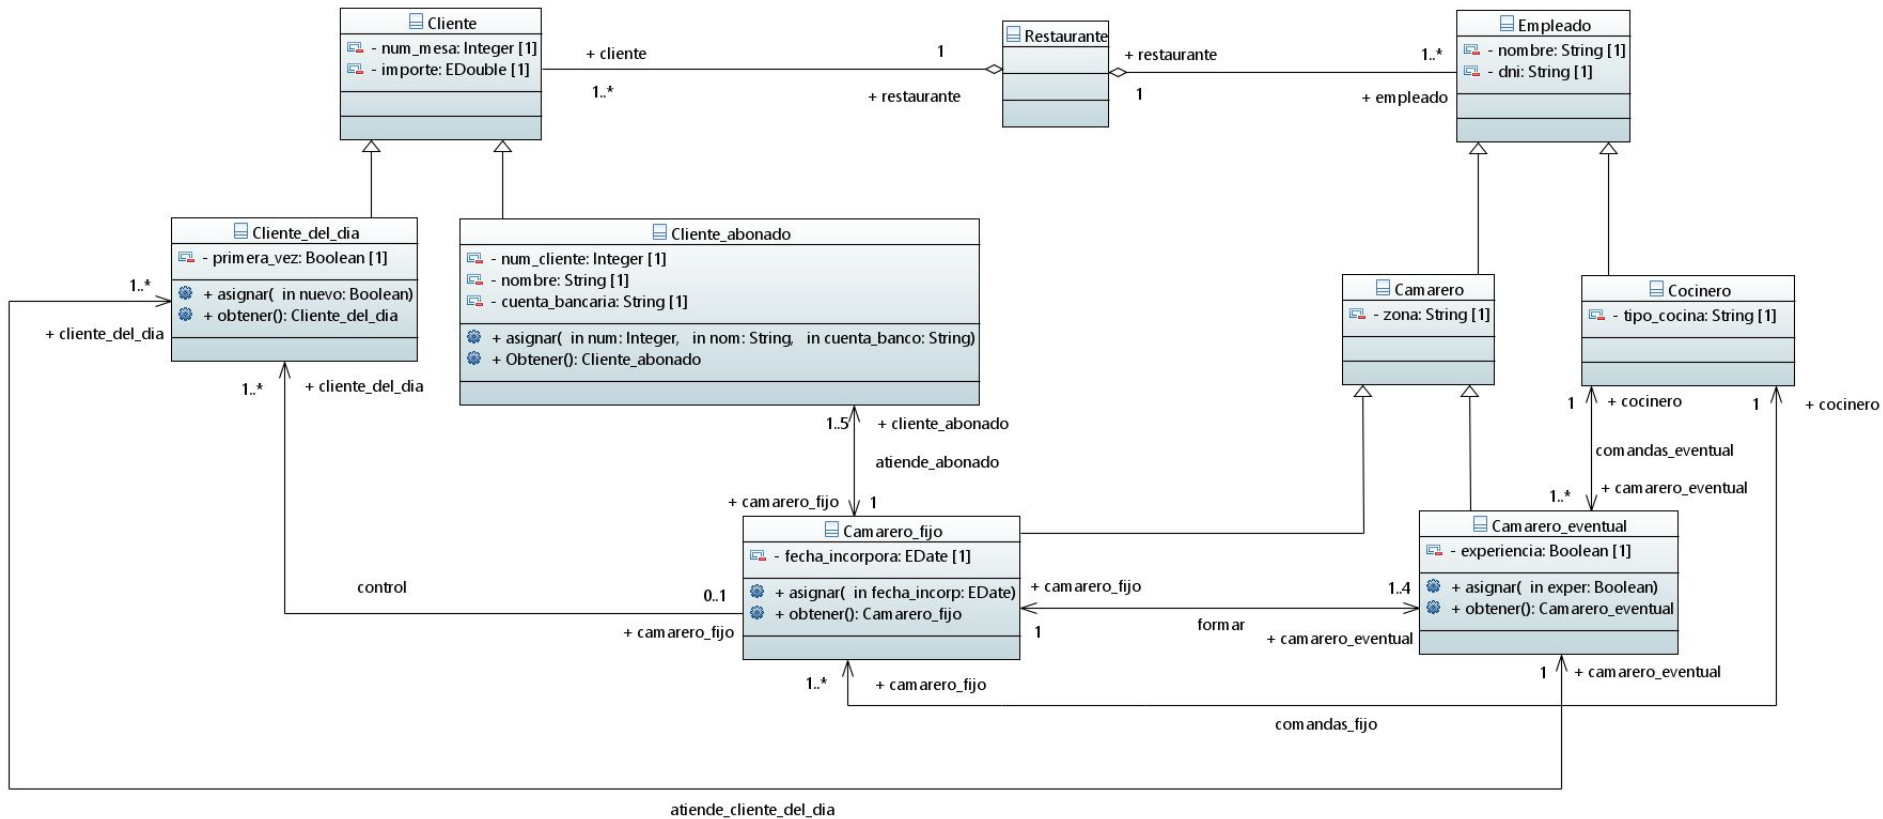 Cliente
- num_mesa: Integer [1]
- importe: EDouble [1]
+ cliente
1..*
1
+ restaurante
Restaurante
+ restaurante
1
1..*
+ empleado
Empleado
- nombre: String [1]
- dni: String [1]
Cliente_del_dia
- primera_vez: Boolean [1]
+ asignar( in nuevo: Boolean)
+ obtener(): Cliente_del_dia
1..*
+ cliente_del_dia
1..*
+ cliente_del_dia
Cliente_abonado
- num_cliente: Integer [1]
- nombre: String [1]
- cuenta_bancaria: String [1]
+ asignar( in num: Integer, in nom: String, in cuenta_banco: String)
+ Obtener(): Cliente_abonado
1..5
+ cliente_abonado
atiende_abonado
+ camarero_fijo
1
Camarero
- zona: String [1]
Cocinero
- tipo_cocina: String [1]
1
+ cocinero
1
+ cocinero
comandas_eventual
1..*
+ camarero_eventual
Camarero_fijo
- fecha_incorpora: EDate [1]
+ asignar( in fecha_incorp: EDate)
+ obtener(): Camarero_fijo
control
0..1
+ camarero_fijo
+ camarero_fijo
1
formar
1..4
+ camarero_eventual
Camarero_eventual
- experiencia: Boolean [1]
+ asignar( in exper: Boolean)
+ obtener(): Camarero_eventual
1..*
+ camarero_fijo
1
+ camarero_eventual
comandas_fijo
atiende_cliente_del_dia